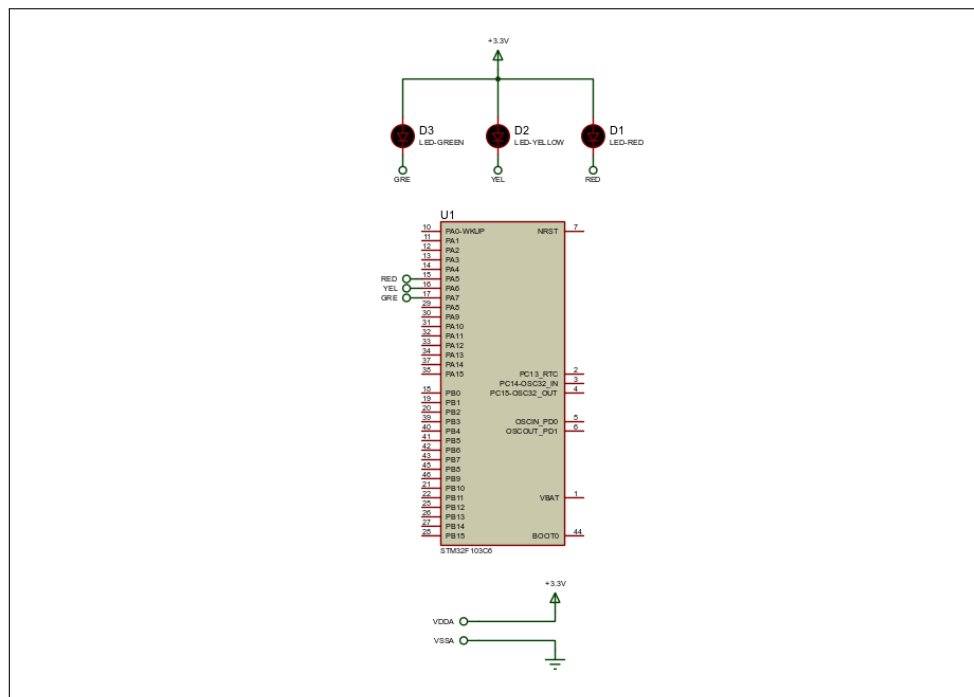 +3.3V
D3
LED-GREEN
D2
LED-YELLOW
D1
LED-RED
GRE
YEL
RED
U1
10 PA0-WKUP NRST 7
11 PA1
12 PA2
13 PA3
14 PA4
RED 15 PA5
YEL 16 PA6
GRE 17 PA7
29 PA8
30 PA9
31 PA10
32 PA11
33 PA12
34 PA13
37 PA14
38 PA15
PC13_RTC 2
PC14-OSC32_IN 3
PC15-OSC32_OUT 4
18 PB0
19 PB1
20 PB2
39 PB3
40 PB4
41 PB5
42 PB6
43 PB7
45 PB8
46 PB9
21 PB10
22 PB11
25 PB12
26 PB13
27 PB14
28 PB15
OSCIN_PD0 5
OSCOUT_PD1 6
VBAT 1
BOOT0 44
STM32F103C6
+3.3V
VDDA
VSSA